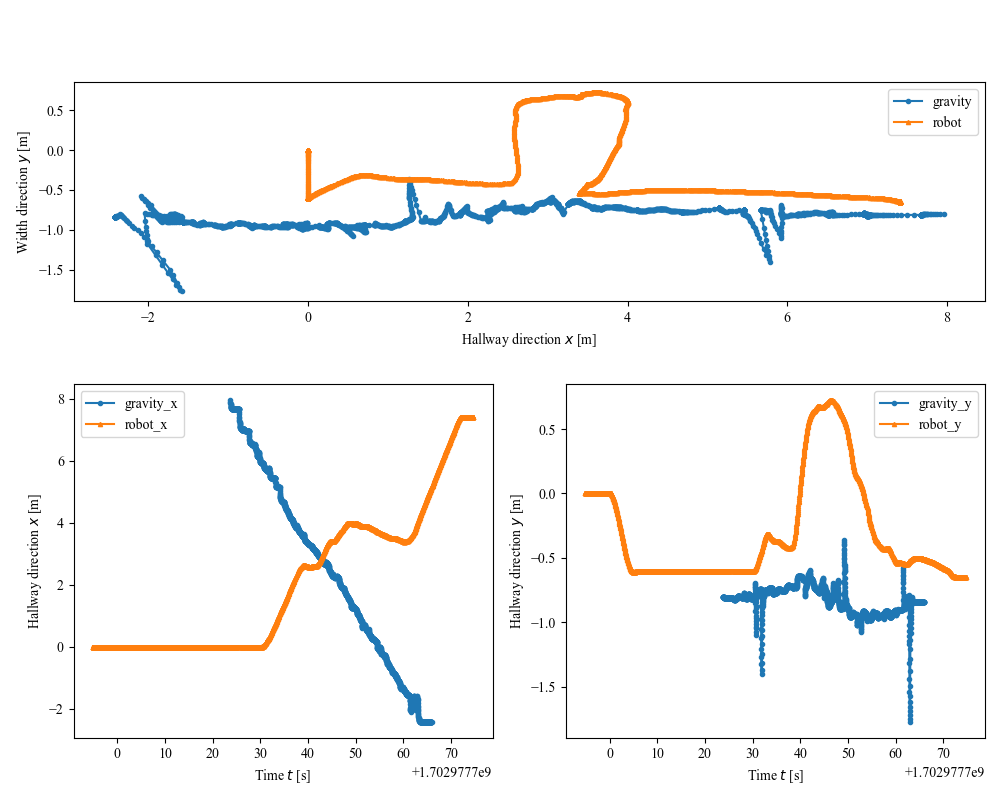 gravity
robot
Width direction y [m]
0.5
0.0
−0.5
−1.0
−1.5
−2
0
2
4
6
8
Hallway direction x [m]
gravity_x
robot_x
Hallway direction x [m]
8
6
4
2
0
−2
0
10
20
30
40
50
60
70
+1.7029777e9
Time t [s]
gravity_y
robot_y
Hallway direction y [m]
0.5
0.0
−0.5
−1.0
−1.5
0
10
20
30
40
50
60
70
+1.7029777e9
Time t [s]